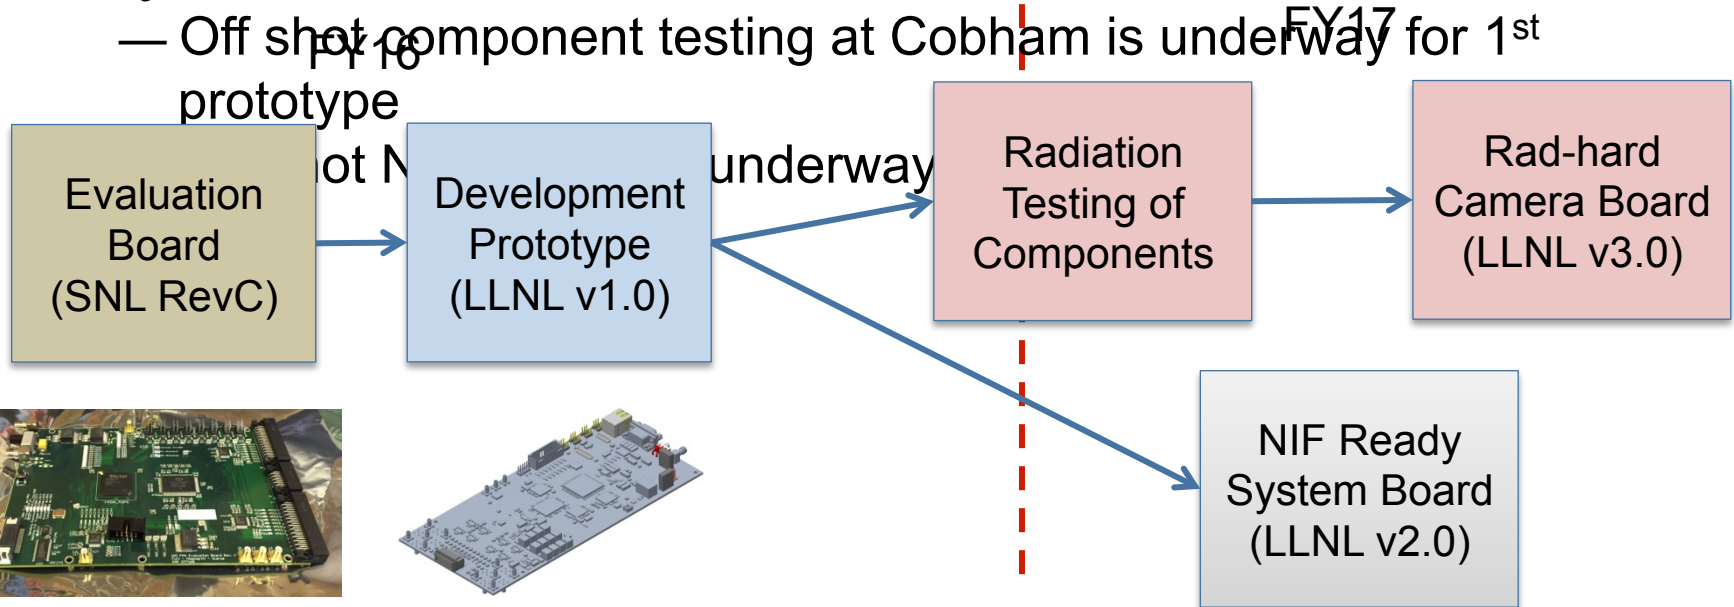 FY16
FY17
— Off shot component testing at Cobham is underway for 1st
prototype
underway
Evaluation
Board
(SNL RevC)
Development
Prototype
(LLNL v1.0)
Radiation
Testing of
Components
Rad-hard
Camera Board
(LLNL v3.0)
NIF Ready
System Board
(LLNL v2.0)